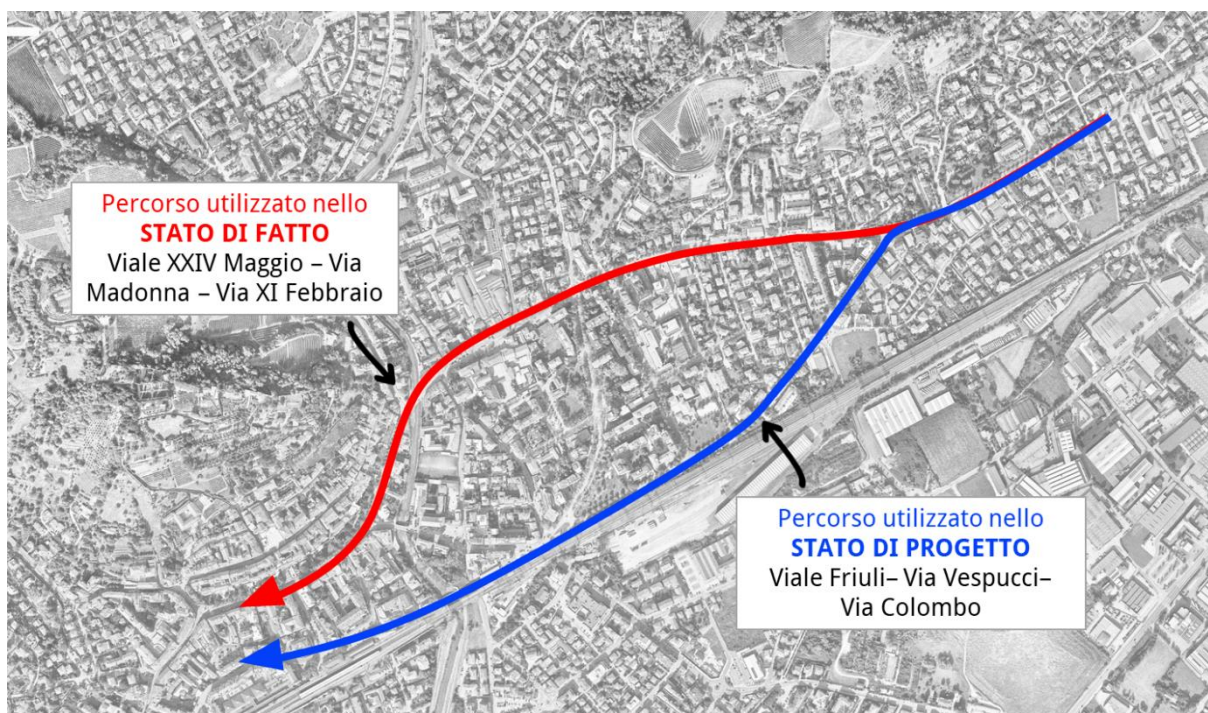 Percorso utilizzato nello
STATO DI FATTO
Viale XXIV Maggio – Via
Madonna – Via XI Febbraio
Percorso utilizzato nello
STATO DI PROGETTO
Viale Friuli– Via Vespucci–
Via Colombo